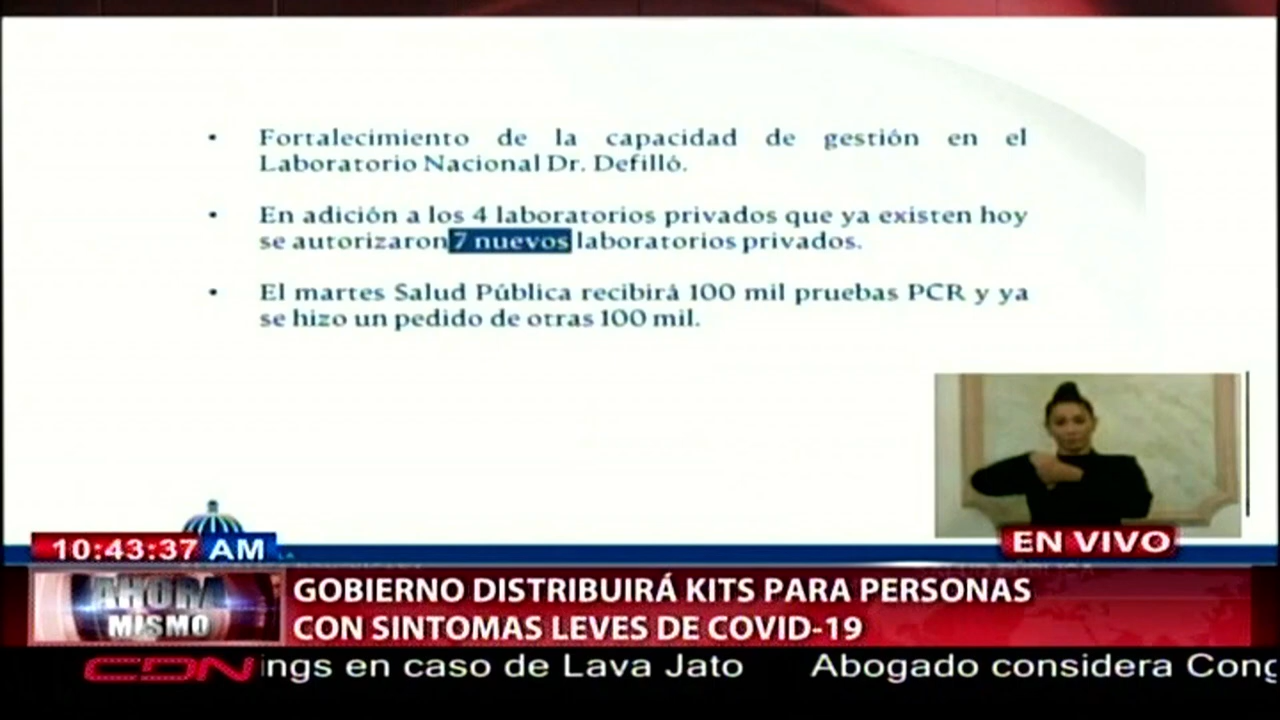 • Fortalecimiento de la capacidad de gestión en el
Laboratorio Nacional Dr. Defilló.
• En adición a los 4 laboratorios privados que ya existen hoy
se autorizaron 7 nuevos laboratorios privados.
• El martes Salud Pública recibirá 100 mil pruebas PCR y ya
se hizo un pedido de otras 100 mil.
EN VIVO
10:43:37 AM
AHORA
MISMO
GOBIERNO DISTRIBUIRÁ KITS PARA PERSONAS
CON SINTOMAS LEVES DE COVID-19
CDN
ings en caso de Lava Jato Abogado considera Cong